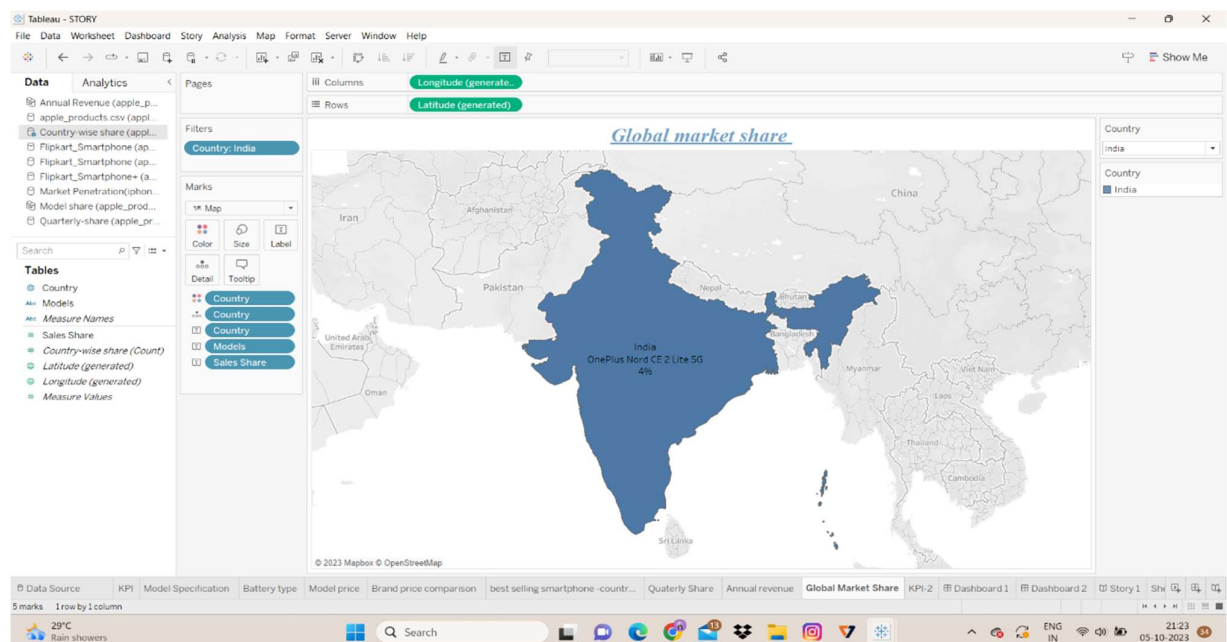 Tableau - STORY
File Data Worksheet Dashboard Story Analysis Map Format Server Window Help
Show Me
Data Analytics
Annual Revenue (apple_p...
apple_products.csv (appl...
Country-wise share (appl...
Flipkart_Smartphone (ap...
Flipkart_Smartphone (ap...
Flipkart_Smartphone+ (a...
Market Penetration(iphon...
Model share (apple_prod...
Quarterly-share (apple_pr...
Search
Tables
Country
Abc Models
Abc Measure Names
Sales Share
Country-wise share (Count)
Latitude (generated)
Longitude (generated)
Measure Values
Pages
Filters
Country: India
Marks
Map
Color Size Label
Detail Tooltip
Country
Country
Country
Models
Sales Share
Columns Longitude (generate..
Rows Latitude (generated)
Global market share
China
Iran
Afghanistan
Pakistan
Nepal
Bhutan
United Arab
Emirates
Bangladesh
India
OnePlus Nord CE 2 Lite 5G
4%
Oman
Myanmar
Viet Nam
Laos
Thailand
Cambodia
Sri Lanka
© 2023 Mapbox © OpenStreetMap
Country
India
Country
India
Data Source KPI Model Specification Battery type Model price Brand price comparison best selling smartphone -countr... Quaterly Share Annual revenue Global Market Share KPI-2 Dashboard 1 Dashboard 2 Story 1 Sh
5 marks 1 row by 1 column
29°C
Rain showers
Search
13
ENG
IN
21:23
05-10-2023
34